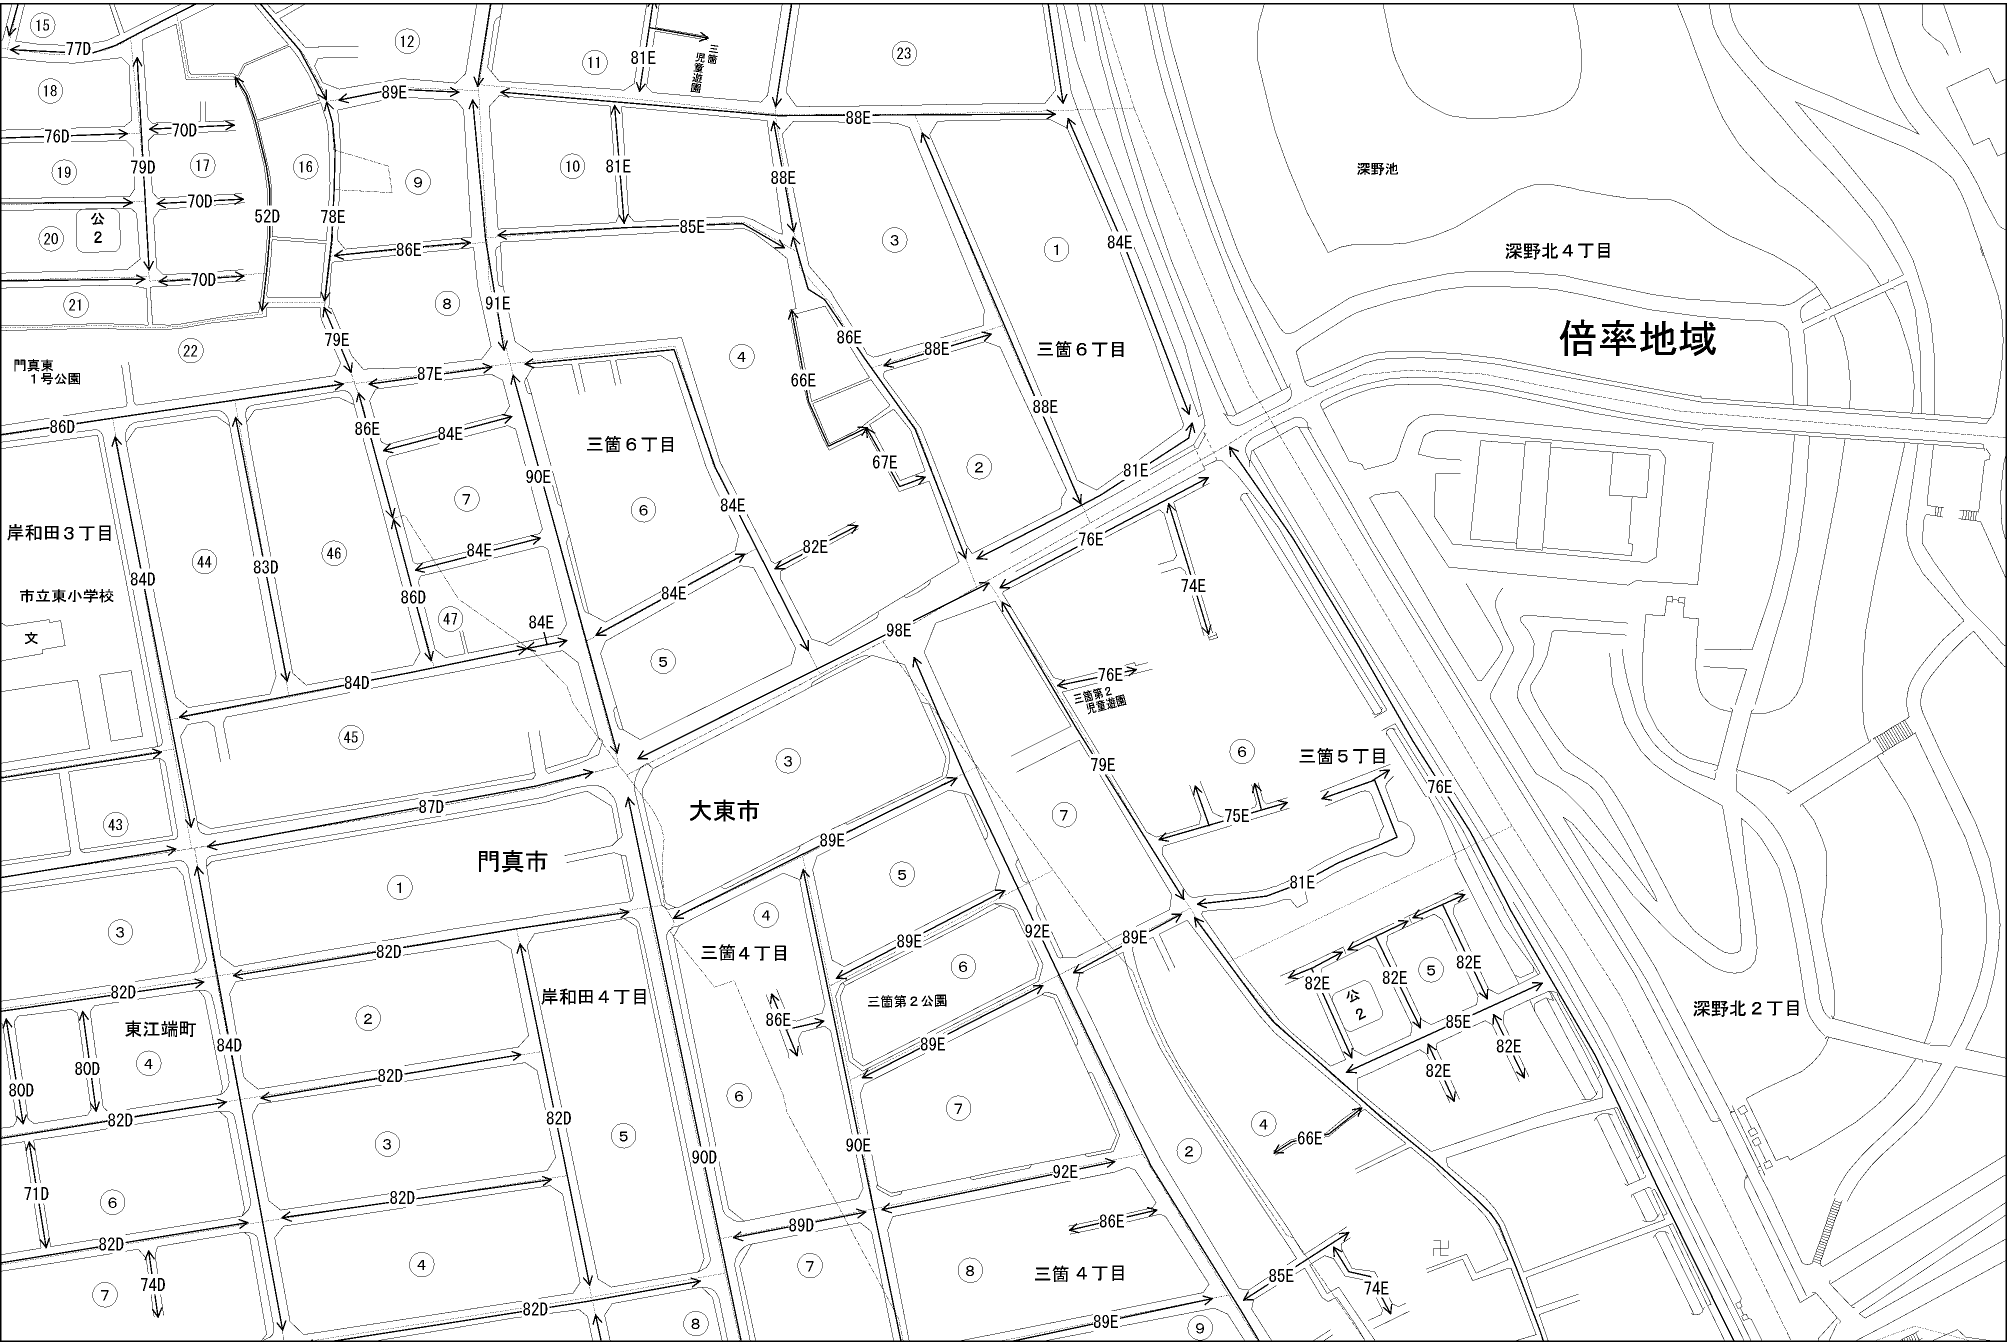 15
77D
12
11
81E
三箇
児童遊園
23
18
89E
88E
76D
70D
79D
17
16
9
10
81E
88E
19
深野池
70D
公
2
52D
78E
20
86E
85E
3
1
84E
深野北４丁目
70D
21
8
91E
79E
22
4
86E
88E
三箇６丁目
倍率地域
門真東
１号公園
87E
66E
86D
86E
84E
三箇６丁目
88E
67E
2
81E
90E
7
6
84E
岸和田３丁目
44
46
83D
84D
84E
82E
76E
74E
市立東小学校
文
86D
47
84E
84E
98E
5
84D
76E
三箇第２
児童遊園
45
3
79E
6
三箇５丁目
76E
87D
大東市
43
7
75E
89E
門真市
1
5
81E
3
4
92E
89E
82D
三箇４丁目
89E
6
82E
82E
82E
5
82D
岸和田４丁目
三箇第２公園
公
2
深野北２丁目
東江端町
2
86E
85E
84D
4
89E
82E
82E
80D
80D
82D
6
7
82D
82D
3
5
90D
90E
4
66E
2
71D
6
82D
92E
89D
86E
82D
74D
7
4
7
8
三箇４丁目
85E
74E
82D
8
89E
9